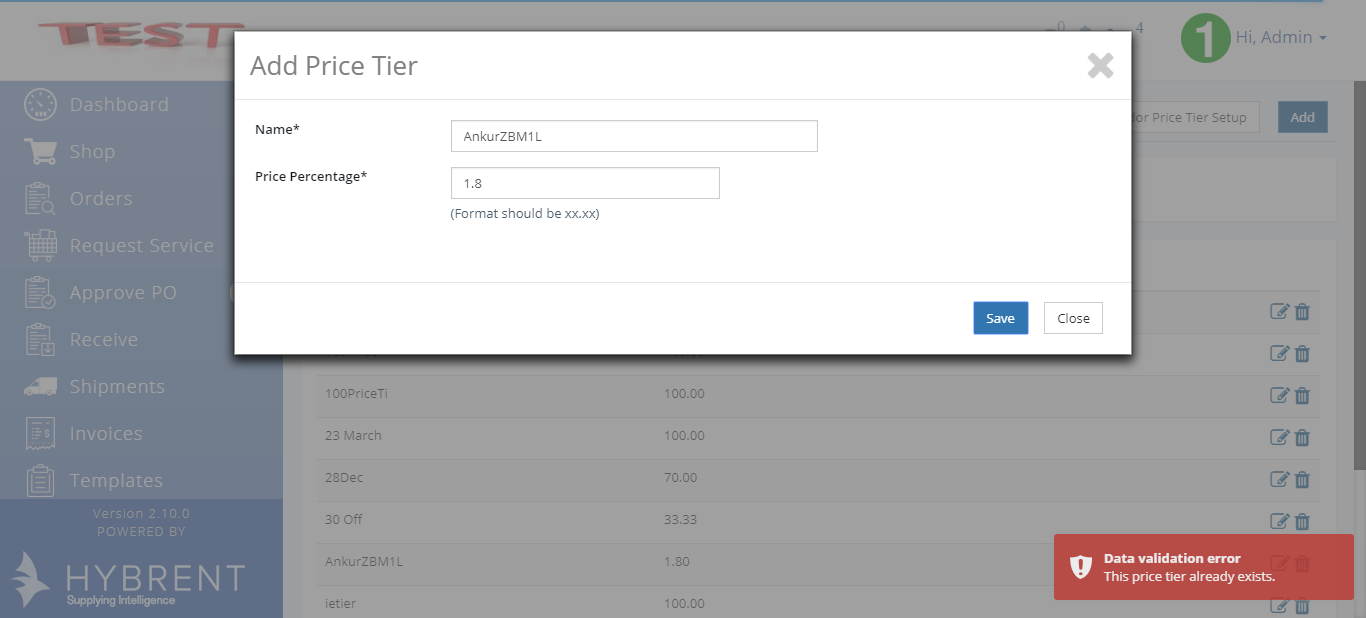 TEST
0
4
1
Hi, Admin
Add Price Tier
Name*
AnkurZBM1L
Price Percentage*
1.8
(Format should be xx.xx)
Save
Close
Price Tier Setup
Add
Dashboard
Shop
Orders
Request Service
Approve PO
Receive
Shipments
Invoices
Templates
Version 2.10.0
POWERED BY
HYBRENT
Supplying Intelligence
100PriceTi 100.00
23 March 100.00
28Dec 70.00
30 Off 33.33
AnkurZBM1L 1.80
ietier 100.00
Data validation error
This price tier already exists.